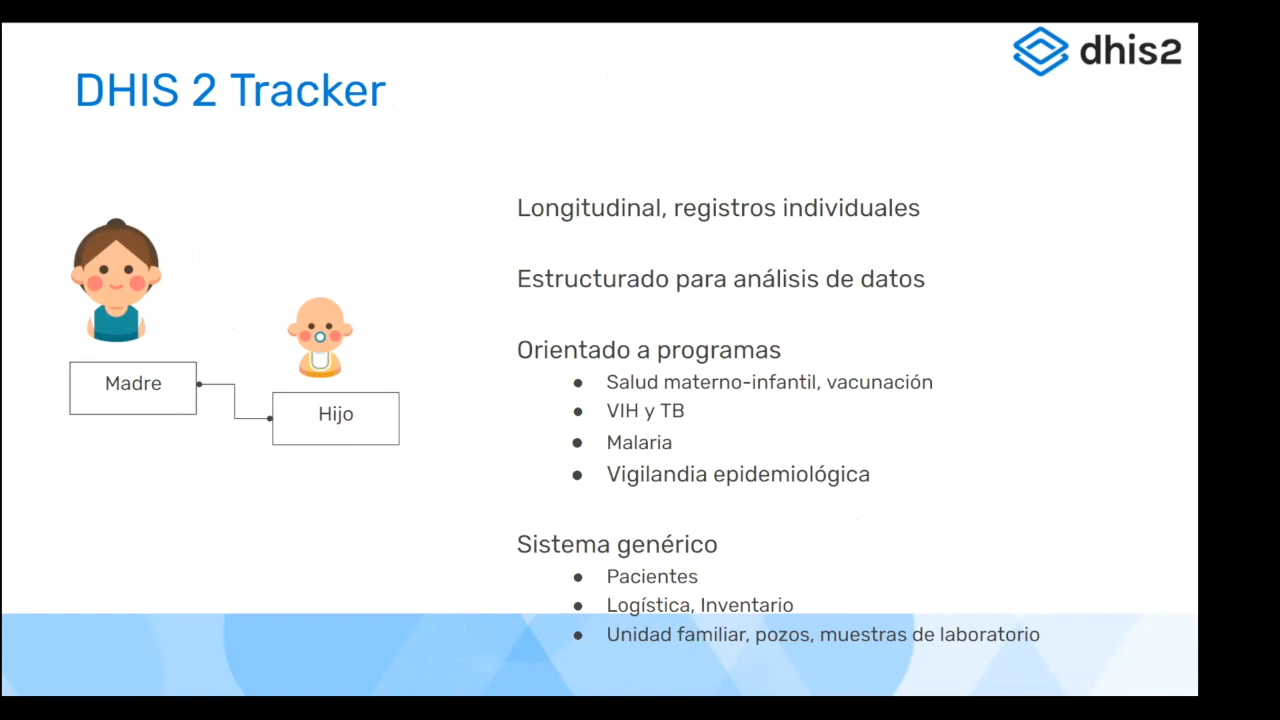 dhis2
DHIS 2 Tracker
Madre
Hijo
Longitudinal, registros individuales
Estructurado para análisis de datos
Orientado a programas
● Salud materno-infantil, vacunación
● VIH y TB
● Malaria
● Vigilandia epidemiológica
Sistema genérico
● Pacientes
● Logística, Inventario
● Unidad familiar, pozos, muestras de laboratorio